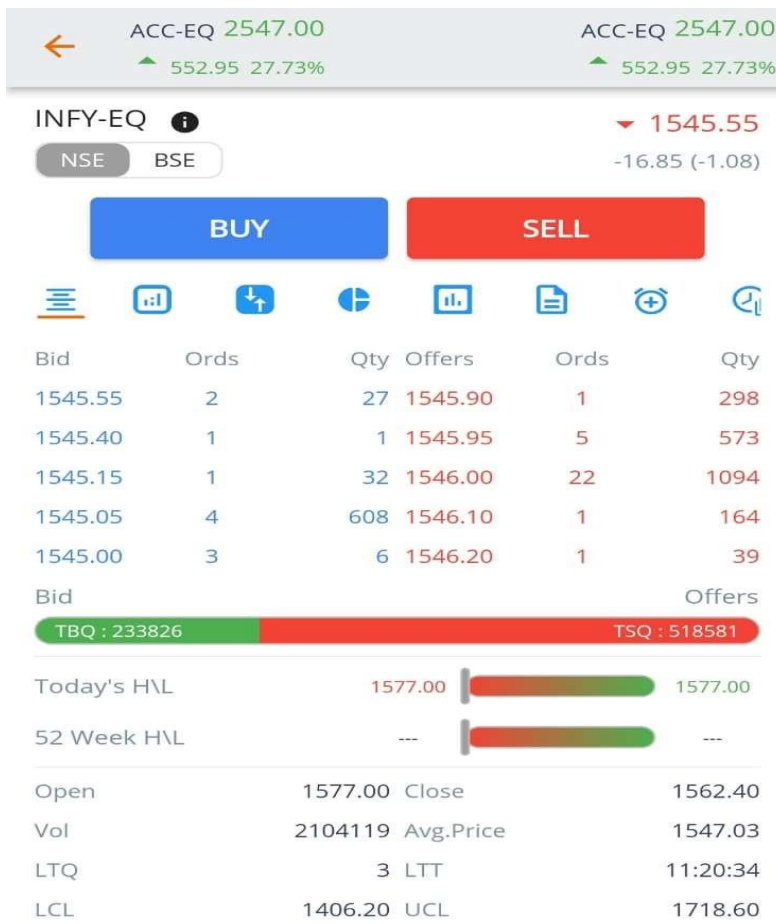 ACC-EQ 2547.00 ACC-EQ 2547.00
552.95 27.73% 552.95 27.73%
INFY-EQ 1545.55
NSE BSE -16.85 (-1.08)
BUY SELL
Bid Ords Qty Offers Ords Qty
1545.55 2 27 1545.90 1 298
1545.40 1 1 1545.95 5 573
1545.15 1 32 1546.00 22 1094
1545.05 4 608 1546.10 1 164
1545.00 3 6 1546.20 1 39
Bid Offers
TBQ : 233826 TSQ : 518581
Today's H\L 1577.00 1577.00
52 Week H\L --- ---
Open 1577.00 Close 1562.40
Vol 2104119 Avg.Price 1547.03
LTQ 3 LTT 11:20:34
LCL 1406.20 UCL 1718.60